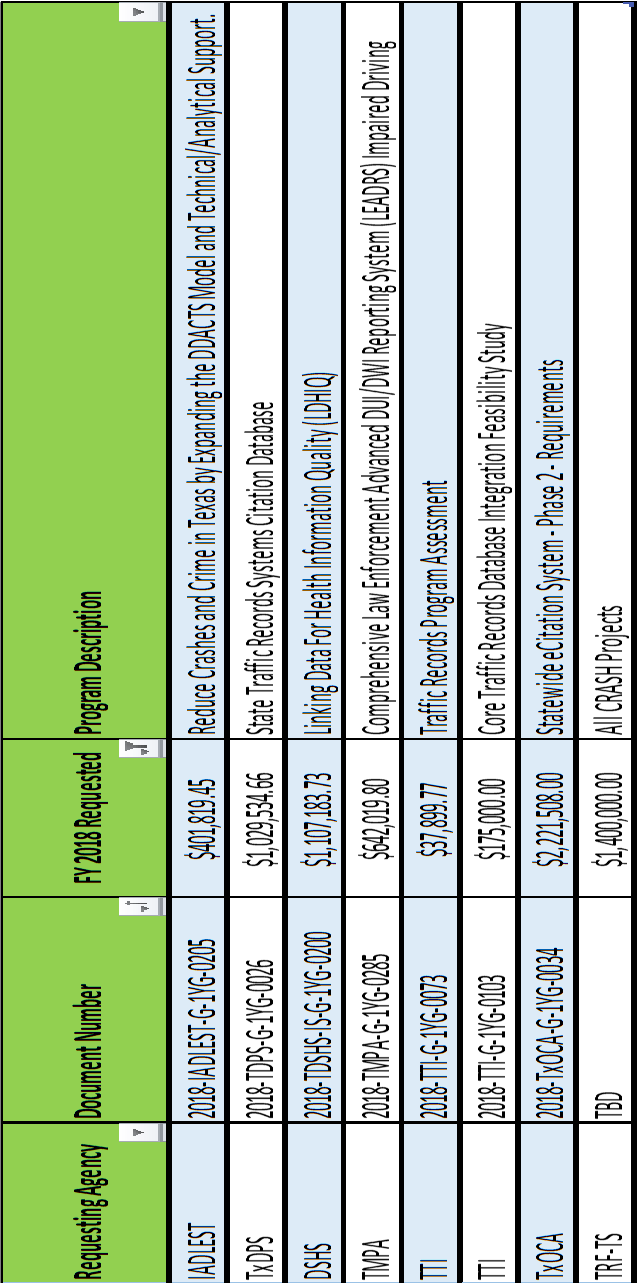 Requesting Agency Document Number FY 2018 Requested Program Description
IADLEST 2018-IADLEST-G-1YG-0205 $401,819.45 Reduce Crashes and Crime in Texas by Expanding the DDACTS Model and Technical/Analytical Support.
TxDPS 2018-TDPS-G-1YG-0026 $1,029,534.66 State Traffic Records Systems Citation Database
DSHS 2018-TDSHS-IS-G-1YG-0200 $1,107,183.73 Linking Data For Health Information Quality (LDHIQ)
TMPA 2018-TMPA-G-1YG-0285 $642,019.80 Comprehensive Law Enforcement Advanced DUI/DWI Reporting System (LEADRS) Impaired Driving
TTI 2018-TTI-G-1YG-0073 $37,899.77 Traffic Records Program Assessment
TTI 2018-TTI-G-1YG-0103 $175,000.00 Core Traffic Records Database Integration Feasibility Study
TxOCA 2018-TxOCA-G-1YG-0034 $2,221,508.00 Statewide eCitation System - Phase 2 - Requirements
TRF-TS TBD $1,400,000.00 All CRASH Projects